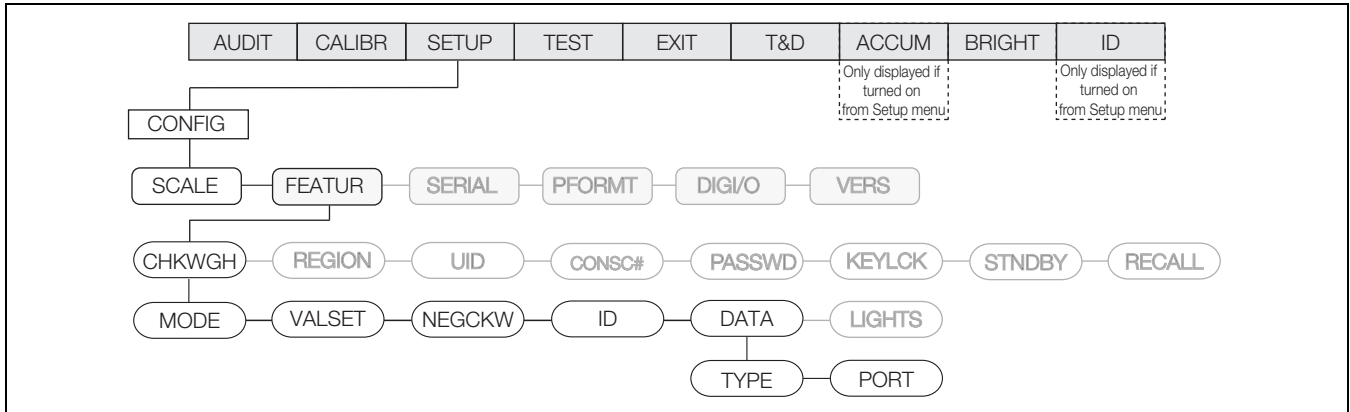 AUDIT CALIBR SETUP TEST EXIT T&D ACCUM BRIGHT ID
Only displayed if
turned on
from Setup menu
Only displayed if
turned on
from Setup menu
CONFIG
SCALE FEATUR SERIAL PFORMT DIGI/O VERS
CHKWGH REGION UID CONSC# PASSWD KEYLCK STNDBY RECALL
MODE VALSET NEGCKW ID DATA LIGHTS
TYPE PORT